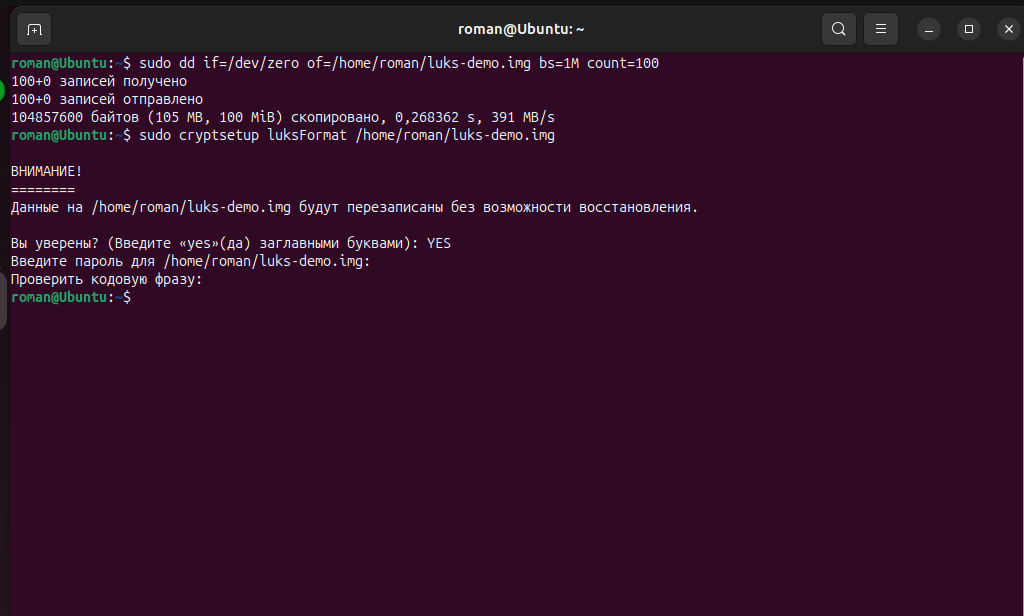 roman@Ubuntu: ~
roman@Ubuntu:~$ sudo dd if=/dev/zero of=/home/roman/luks-demo.img bs=1M count=100
100+0 записей получено
100+0 записей отправлено
104857600 байтов (105 MB, 100 MiB) скопировано, 0,268362 s, 391 MB/s
roman@Ubuntu:~$ sudo cryptsetup luksFormat /home/roman/luks-demo.img
ВНИМАНИЕ!
========
Данные на /home/roman/luks-demo.img будут перезаписаны без возможности восстановления.
Вы уверены? (Введите «yes»(да) заглавными буквами): YES
Введите пароль для /home/roman/luks-demo.img:
Проверить кодовую фразу:
roman@Ubuntu:~$